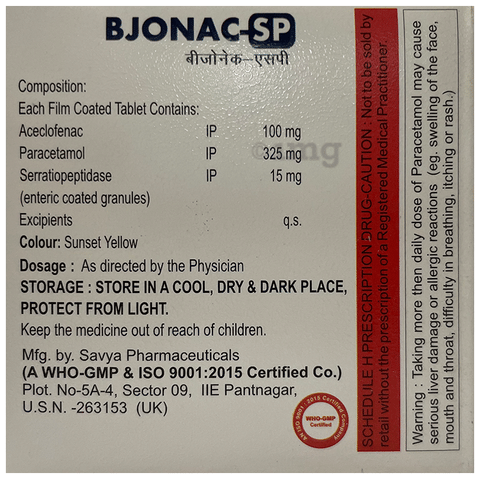 BJONAC-SP
बीजोनेक-एसपी
Composition:
Each Film Coated Tablet Contains:
Aceclofenac IP 100 mg
Paracetamol IP 325 mg
Serratiopeptidase IP 15 mg
(enteric coated granules)
Excipients q.s.
Colour: Sunset Yellow
Dosage : As directed by the Physician
STORAGE : STORE IN A COOL, DRY & DARK PLACE,
PROTECT FROM LIGHT.
Keep the medicine out of reach of children.
Mfg. by. Savya Pharmaceuticals
(A WHO-GMP & ISO 9001:2015 Certified Co.)
Plot. No-5A-4, Sector 09, IIE Pantnagar,
U.S.N. -263153 (UK)
AN ISO 9001 : 2015 Certified Company
WHO-GMP
Certified
SCHEDULE H PRESCRIPTION DRUG-CAUTION : Not to be sold by
retail without the prescription of a Registered Medical Practitioner.
Warning : Taking more then daily dose of Paracetamol may cause
serious liver damage or allergic reactions (eg. swelling of the face,
mouth and throat, difficulty in breathing, itching or rash.)